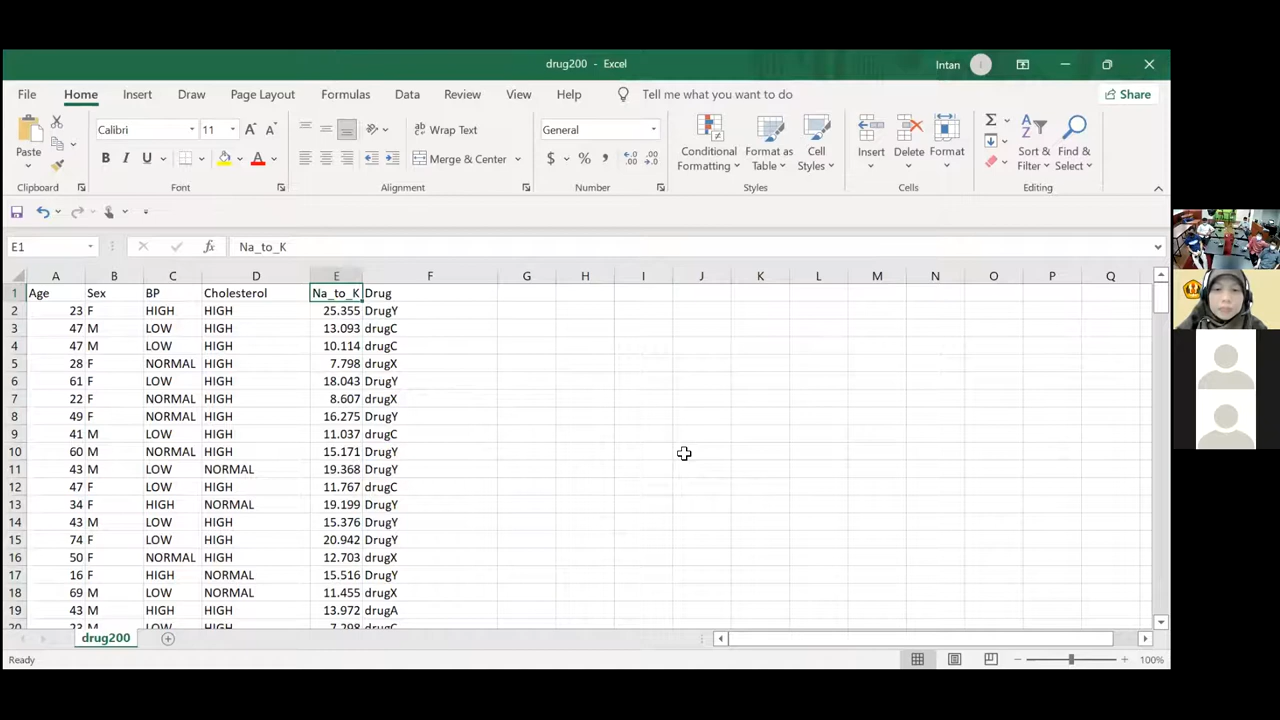 drug200 - Excel
Intan
I
File Home Insert Draw Page Layout Formulas Data Review View Help Tell me what you want to do Share
Paste
Calibri 11 A A
B I U A
Wrap Text
Merge & Center
General
$ % , .00
Conditional Formatting
Format as Table
Cell Styles
Insert Delete Format
Sort & Filter
Find & Select
Clipboard Font Alignment Number Styles Cells Editing
E1 fx Na_to_K
A B C D E F G H I J K L M N O P Q
1 Age Sex BP Cholesterol Na_to_K Drug
2 23 F HIGH HIGH 25.355 DrugY
3 47 M LOW HIGH 13.093 drugC
4 47 M LOW HIGH 10.114 drugC
5 28 F NORMAL HIGH 7.798 drugX
6 61 F LOW HIGH 18.043 DrugY
7 22 F NORMAL HIGH 8.607 drugX
8 49 F NORMAL HIGH 16.275 DrugY
9 41 M LOW HIGH 11.037 drugC
10 60 M NORMAL HIGH 15.171 DrugY
11 43 M LOW NORMAL 19.368 DrugY
12 47 F LOW HIGH 11.767 drugC
13 34 F HIGH NORMAL 19.199 DrugY
14 43 M LOW HIGH 15.376 DrugY
15 74 F LOW HIGH 20.942 DrugY
16 50 F NORMAL HIGH 12.703 drugX
17 16 F HIGH NORMAL 15.516 DrugY
18 69 M LOW NORMAL 11.455 drugX
19 43 M HIGH HIGH 13.972 drugA
20 23 M LOW HIGH 7.298 drugC
drug200
Ready 100%